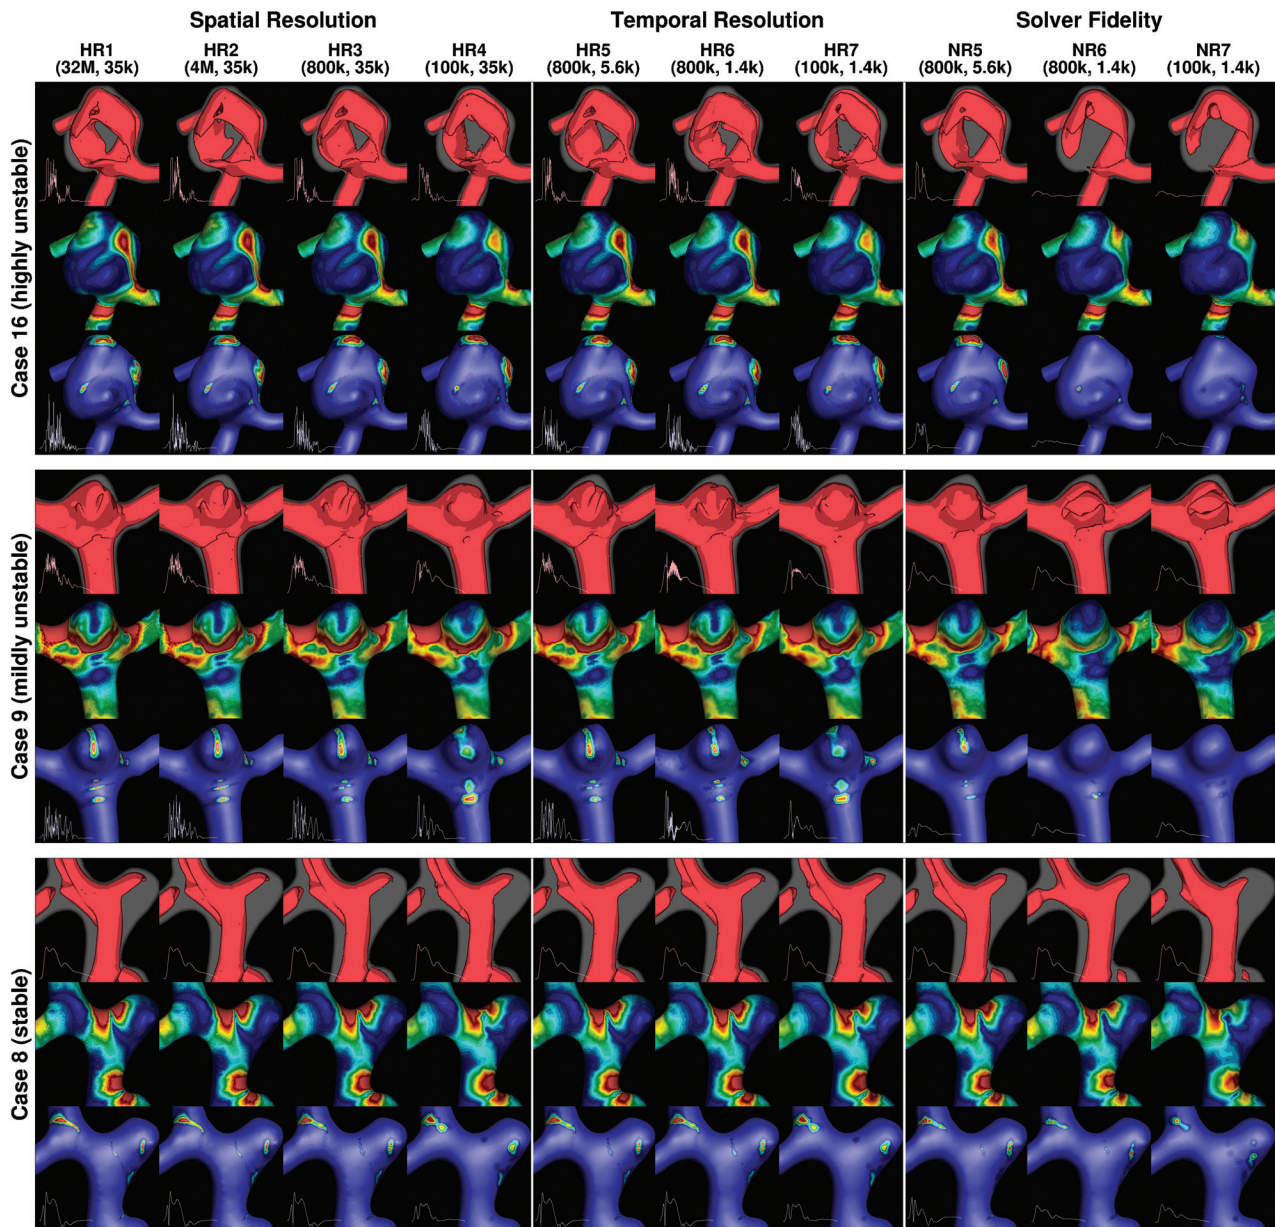 Spatial Resolution Temporal Resolution Solver Fidelity
HR1 HR2 HR3 HR4 HR5 HR6 HR7 NR5 NR6 NR7
(32M, 35k) (4M, 35k) (800k, 35k) (100k, 35k) (800k, 5.6k) (800k, 1.4k) (100k, 1.4k) (800k, 5.6k) (800k, 1.4k) (100k, 1.4k)
Case 16 (highly unstable)
Case 9 (mildly unstable)
Case 8 (stable)